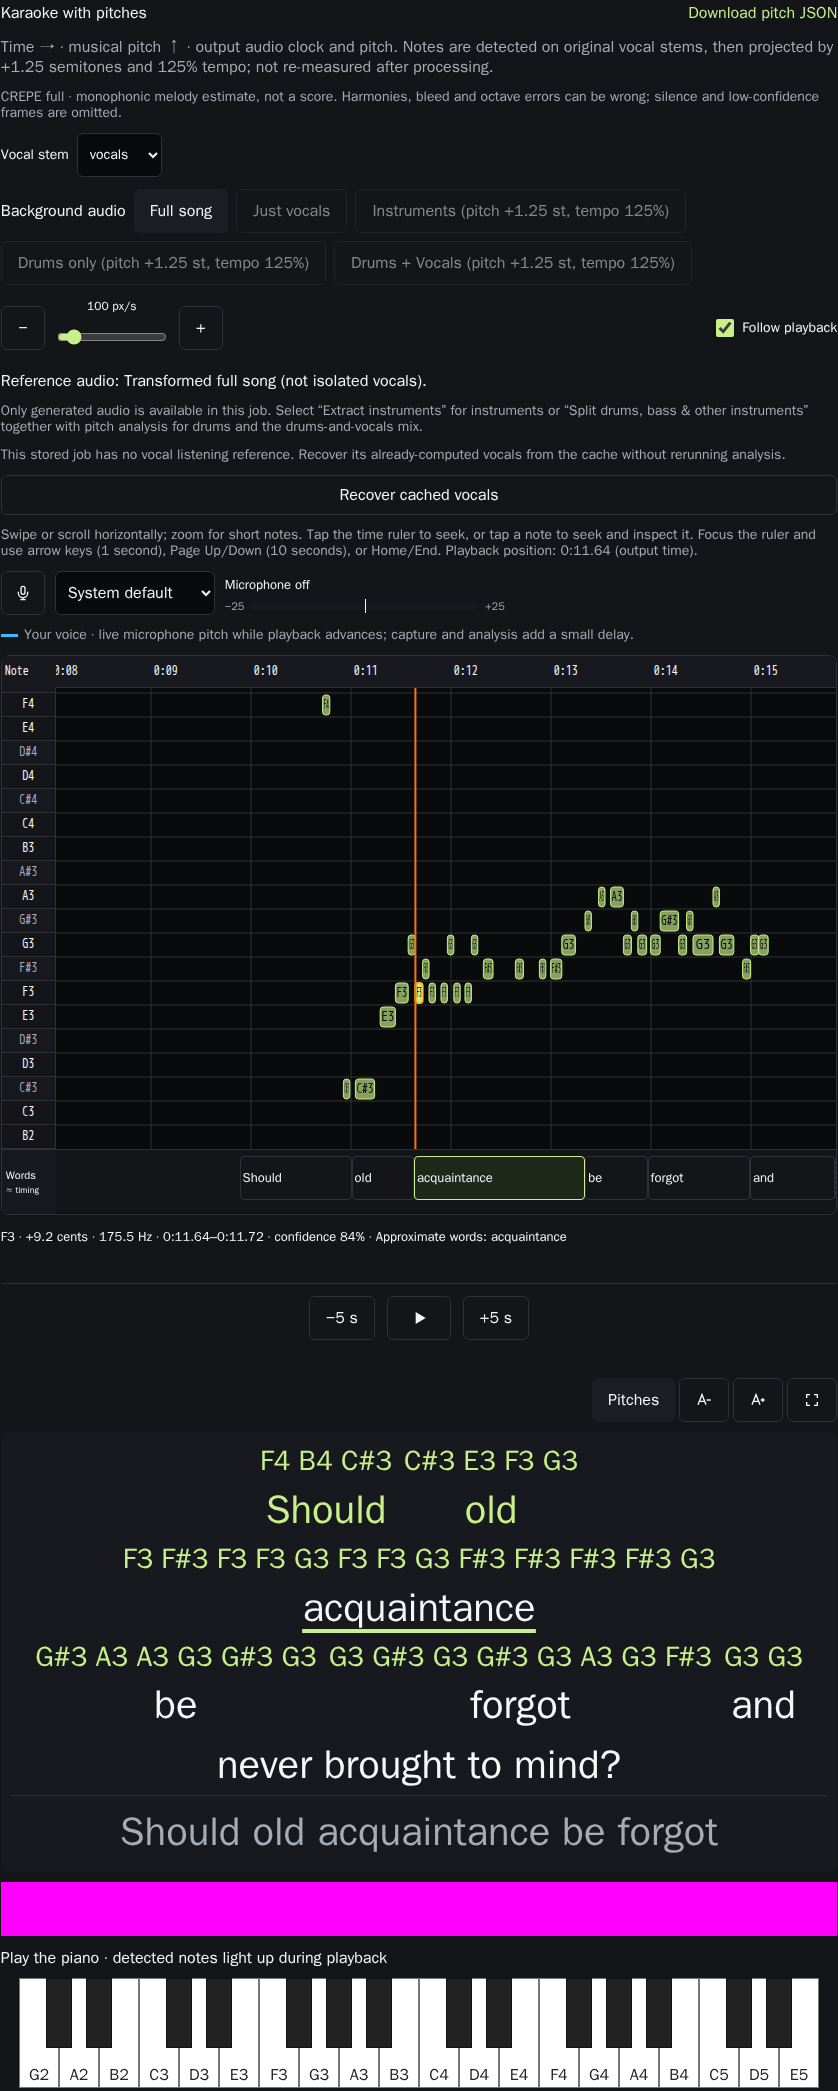 Karaoke with pitches
Download pitch JSON
Time → · musical pitch ↑ · output audio clock and pitch. Notes are detected on original vocal stems, then projected by
+1.25 semitones and 125% tempo; not re-measured after processing.
CREPE full · monophonic melody estimate, not a score. Harmonies, bleed and octave errors can be wrong; silence and low-confidence
frames are omitted.
Vocal stem vocals
Background audio Full song Just vocals Instruments (pitch +1.25 st, tempo 125%)
Drums only (pitch +1.25 st, tempo 125%) Drums + Vocals (pitch +1.25 st, tempo 125%)
100 px/s
− + Follow playback
Reference audio: Transformed full song (not isolated vocals).
Only generated audio is available in this job. Select “Extract instruments” for instruments or “Split drums, bass & other instruments”
together with pitch analysis for drums and the drums-and-vocals mix.
This stored job has no vocal listening reference. Recover its already-computed vocals from the cache without rerunning analysis.
Recover cached vocals
Swipe or scroll horizontally; zoom for short notes. Tap the time ruler to seek, or tap a note to seek and inspect it. Focus the ruler and
use arrow keys (1 second), Page Up/Down (10 seconds), or Home/End. Playback position: 0:11.64 (output time).
System default
Microphone off
−25 +25
Your voice · live microphone pitch while playback advances; capture and analysis add a small delay.
Note 0:08 0:09 0:10 0:11 0:12 0:13 0:14 0:15
F4
E4
D#4
D4
C#4
C4
B3
A#3
A3 A3
G#3 G#3
G3 G3 G3 G3 G3
F#3
F3 F3
E3 E3
D#3
D3
C#3 C#3
C3
B2
Words
≈ timing
Should old acquaintance be forgot and
F3 · +9.2 cents · 175.5 Hz · 0:11.64–0:11.72 · confidence 84% · Approximate words: acquaintance
−5 s +5 s
Pitches A- A+
F4 B4 C#3 C#3 E3 F3 G3
Should old
F3 F#3 F3 F3 G3 F3 F3 G3 F#3 F#3 F#3 F#3 G3
acquaintance
G#3 A3 A3 G3 G#3 G3 G3 G#3 G3 G#3 G3 A3 G3 F#3 G3 G3
be forgot and
never brought to mind?
Should old acquaintance be forgot
Play the piano · detected notes light up during playback
G2 A2 B2 C3 D3 E3 F3 G3 A3 B3 C4 D4 E4 F4 G4 A4 B4 C5 D5 E5